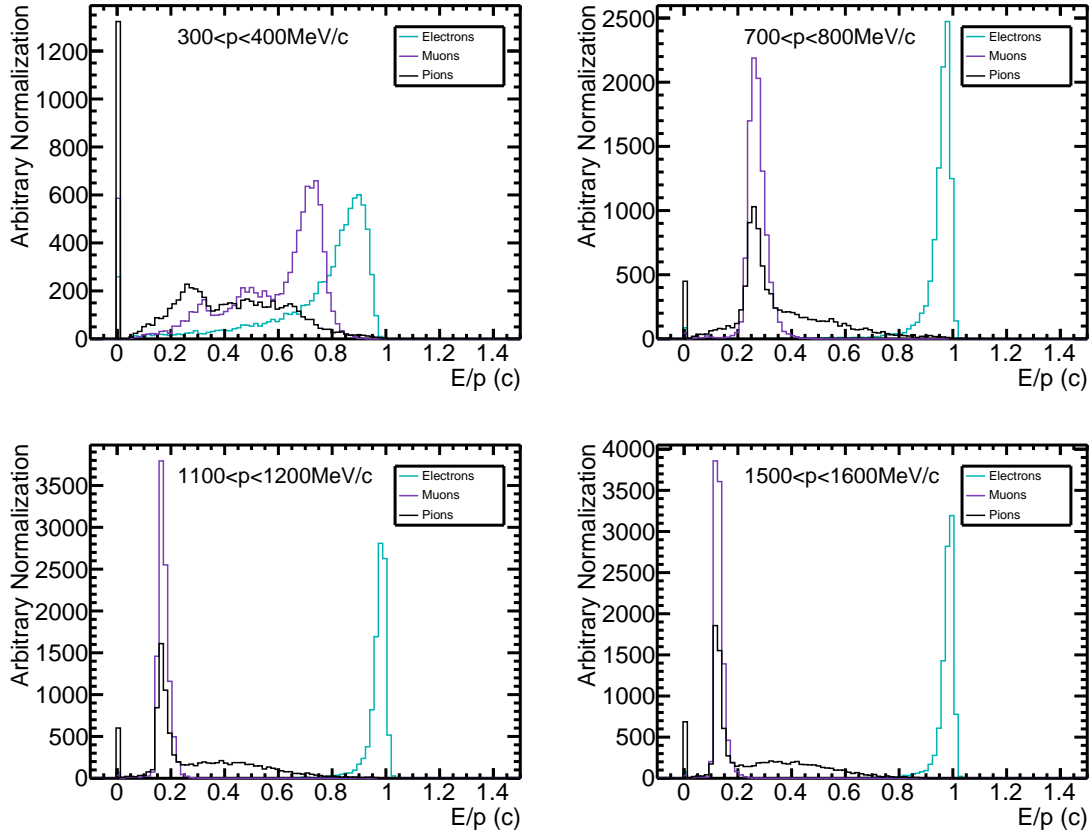 300<p<400MeV/c
Electrons
Muons
Pions
Arbitrary Normalization
0
200
400
600
800
1000
1200
0 0.2 0.4 0.6 0.8 1 1.2 1.4
E/p (c)
700<p<800MeV/c
Electrons
Muons
Pions
Arbitrary Normalization
0
500
1000
1500
2000
2500
0 0.2 0.4 0.6 0.8 1 1.2 1.4
E/p (c)
1100<p<1200MeV/c
Electrons
Muons
Pions
Arbitrary Normalization
0
500
1000
1500
2000
2500
3000
3500
0 0.2 0.4 0.6 0.8 1 1.2 1.4
E/p (c)
1500<p<1600MeV/c
Electrons
Muons
Pions
Arbitrary Normalization
0
500
1000
1500
2000
2500
3000
3500
4000
0 0.2 0.4 0.6 0.8 1 1.2 1.4
E/p (c)